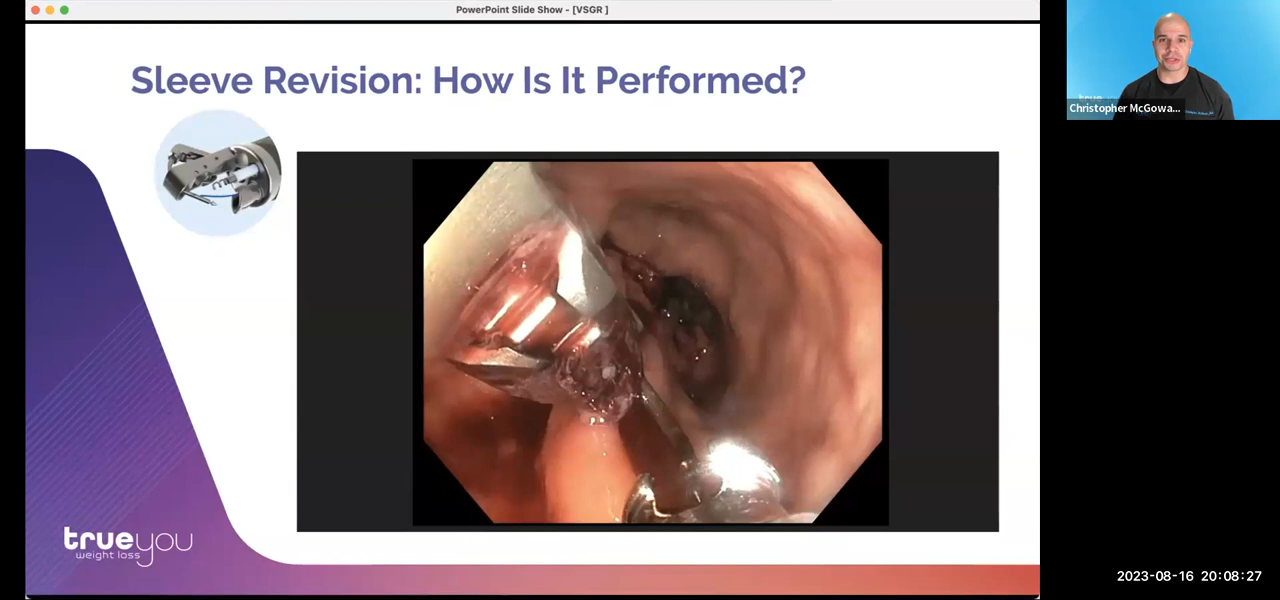 PowerPoint Slide Show - [VSGR ]
Sleeve Revision: How Is It Performed?
true
Christopher McGowa...
trueyou
weight loss
2023-08-16 20:08:27